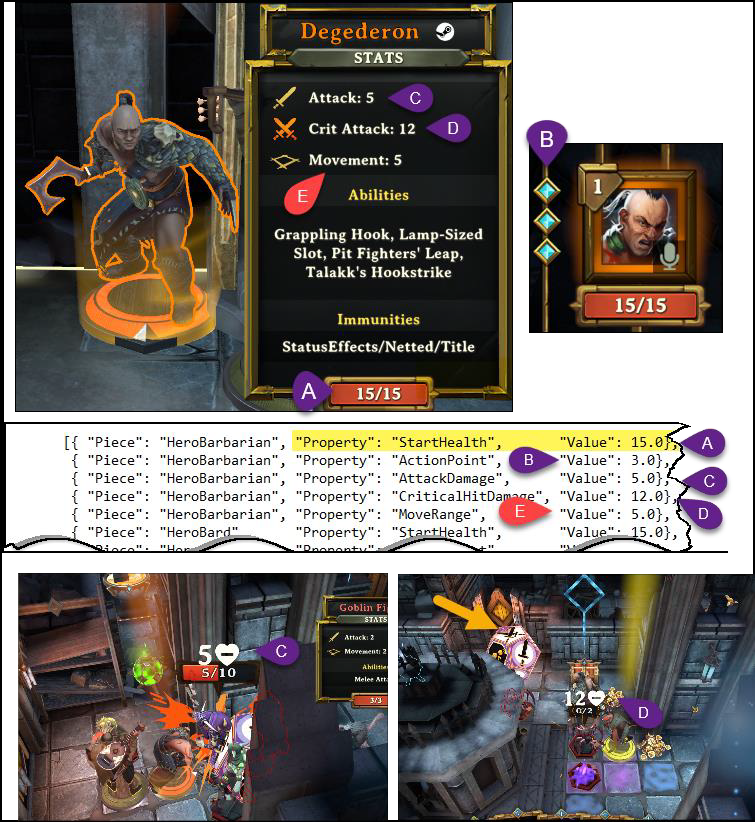 Degederon
STATS
Attack: 5
C
Crit Attack: 12
D
Movement: 5
E
Abilities
Grappling Hook, Lamp-Sized
Slot, Pit Fighters' Leap,
Talakk's Hookstrike
Immunities
StatusEffects/Netted/Title
A
15/15
B
1
15/15
[{ "Piece": "HeroBarbarian", "Property": "StartHealth", "Value": 15.0},
A
{ "Piece": "HeroBarbarian", "Property": "ActionPoint", B "Value": 3.0},
{ "Piece": "HeroBarbarian", "Property": "AttackDamage", "Value": 5.0},
C
{ "Piece": "HeroBarbarian", "Property": "CriticalHitDamage", "Value": 12.0},
D
{ "Piece": "HeroBarbarian", "Property": "MoveRange", E "Value": 5.0},
{ "Piece": "HeroBard" "Property": "StartHealth", "Value": 15.0},
5
C
5/10
Goblin
STATS
Attack: 2
Movement: 2
Melee
3/3
12
0/2
D